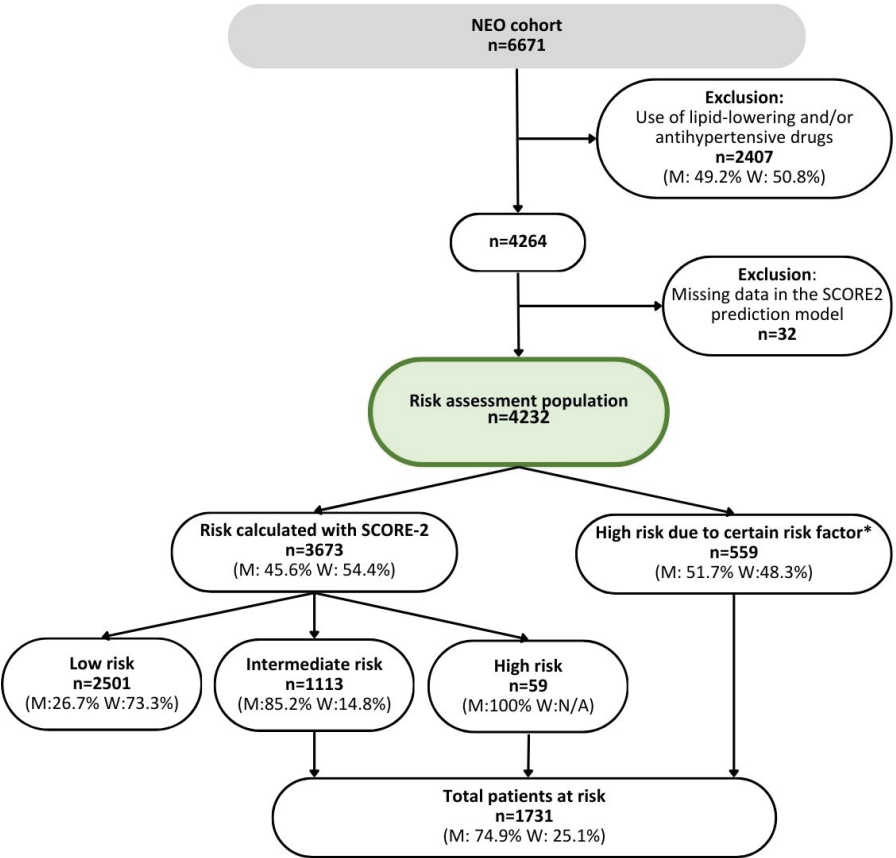 NEO cohort
n=6671
Exclusion:
Use of lipid-lowering and/or
antihypertensive drugs
n=2407
(M: 49.2% W: 50.8%)
n=4264
Exclusion:
Missing data in the SCORE2
prediction model
n=32
Risk assessment population
n=4232
Risk calculated with SCORE-2
n=3673
(M: 45.6% W: 54.4%)
High risk due to certain risk factor*
n=559
(M: 51.7% W:48.3%)
Low risk
n=2501
(M:26.7% W:73.3%)
Intermediate risk
n=1113
(M:85.2% W:14.8%)
High risk
n=59
(M:100% W:N/A)
Total patients at risk
n=1731
(M: 74.9% W: 25.1%)